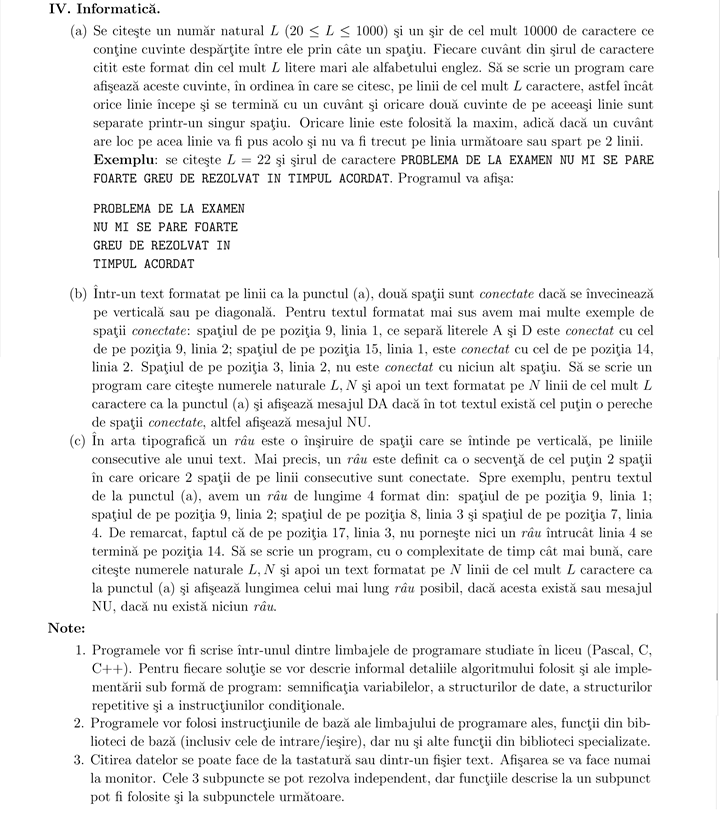 IV. Informatică.
(a) Se citeşte un număr natural L (20 ≤ L ≤ 1000) şi un şir de cel mult 10000 de caractere ce
conţine cuvinte despărţite între ele prin câte un spaţiu. Fiecare cuvânt din şirul de caractere
citit este format din cel mult L litere mari ale alfabetului englez. Să se scrie un program care
afişează aceste cuvinte, în ordinea în care se citesc, pe linii de cel mult L caractere, astfel încât
orice linie începe şi se termină cu un cuvânt şi oricare două cuvinte de pe aceeaşi linie sunt
separate printr-un singur spaţiu. Oricare linie este folosită la maxim, adică dacă un cuvânt
are loc pe acea linie va fi pus acolo şi nu va fi trecut pe linia următoare sau spart pe 2 linii.
Exemplu: se citeşte L = 22 şi şirul de caractere PROBLEMA DE LA EXAMEN NU MI SE PARE
FOARTE GREU DE REZOLVAT IN TIMPUL ACORDAT. Programul va afişa:
PROBLEMA DE LA EXAMEN
NU MI SE PARE FOARTE
GREU DE REZOLVAT IN
TIMPUL ACORDAT
(b) Într-un text formatat pe linii ca la punctul (a), două spaţii sunt conectate dacă se învecinează
pe verticală sau pe diagonală. Pentru textul formatat mai sus avem mai multe exemple de
spaţii conectate: spaţiul de pe poziţia 9, linia 1, ce separă literele A şi D este conectat cu cel
de pe poziţia 9, linia 2; spaţiul de pe poziţia 15, linia 1, este conectat cu cel de pe poziţia 14,
linia 2. Spaţiul de pe poziţia 3, linia 2, nu este conectat cu niciun alt spaţiu. Să se scrie un
program care citeşte numerele naturale L, N şi apoi un text formatat pe N linii de cel mult L
caractere ca la punctul (a) şi afişează mesajul DA dacă în tot textul există cel puţin o pereche
de spaţii conectate, altfel afişează mesajul NU.
(c) În arta tipografică un râu este o înşiruire de spaţii care se întinde pe verticală, pe liniile
consecutive ale unui text. Mai precis, un râu este definit ca o secvenţă de cel puţin 2 spaţii
în care oricare 2 spaţii de pe linii consecutive sunt conectate. Spre exemplu, pentru textul
de la punctul (a), avem un râu de lungime 4 format din: spaţiul de pe poziţia 9, linia 1;
spaţiul de pe poziţia 9, linia 2; spaţiul de pe poziţia 8, linia 3 şi spaţiul de pe poziţia 7, linia
4. De remarcat, faptul că de pe poziţia 17, linia 3, nu porneşte nici un râu întrucât linia 4 se
termină pe poziţia 14. Să se scrie un program, cu o complexitate de timp cât mai bună, care
citeşte numerele naturale L, N şi apoi un text formatat pe N linii de cel mult L caractere ca
la punctul (a) şi afişează lungimea celui mai lung râu posibil, dacă acesta există sau mesajul
NU, dacă nu există niciun râu.
Note:
1. Programele vor fi scrise într-unul dintre limbajele de programare studiate în liceu (Pascal, C,
C++). Pentru fiecare soluţie se vor descrie informal detaliile algoritmului folosit şi ale imple-
mentării sub formă de program: semnificaţia variabilelor, a structurilor de date, a structurilor
repetitive şi a instrucţiunilor condiţionale.
2. Programele vor folosi instrucţiunile de bază ale limbajului de programare ales, funcţii din bib-
lioteci de bază (inclusiv cele de intrare/ieşire), dar nu şi alte funcţii din biblioteci specializate.
3. Citirea datelor se poate face de la tastatură sau dintr-un fişier text. Afişarea se va face numai
la monitor. Cele 3 subpuncte se pot rezolva independent, dar funcţiile descrise la un subpunct
pot fi folosite şi la subpunctele următoare.